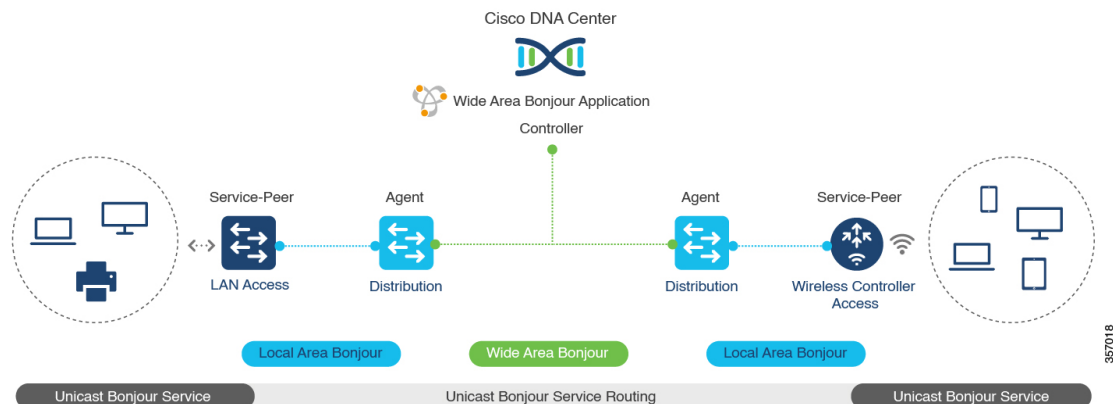 Cisco DNA Center
Wide Area Bonjour Application
Controller
Service-Peer
Agent
Agent
Service-Peer
LAN Access
Distribution
Distribution
Wireless Controller
Access
Local Area Bonjour
Wide Area Bonjour
Local Area Bonjour
357018
Unicast Bonjour Service
Unicast Bonjour Service Routing
Unicast Bonjour Service